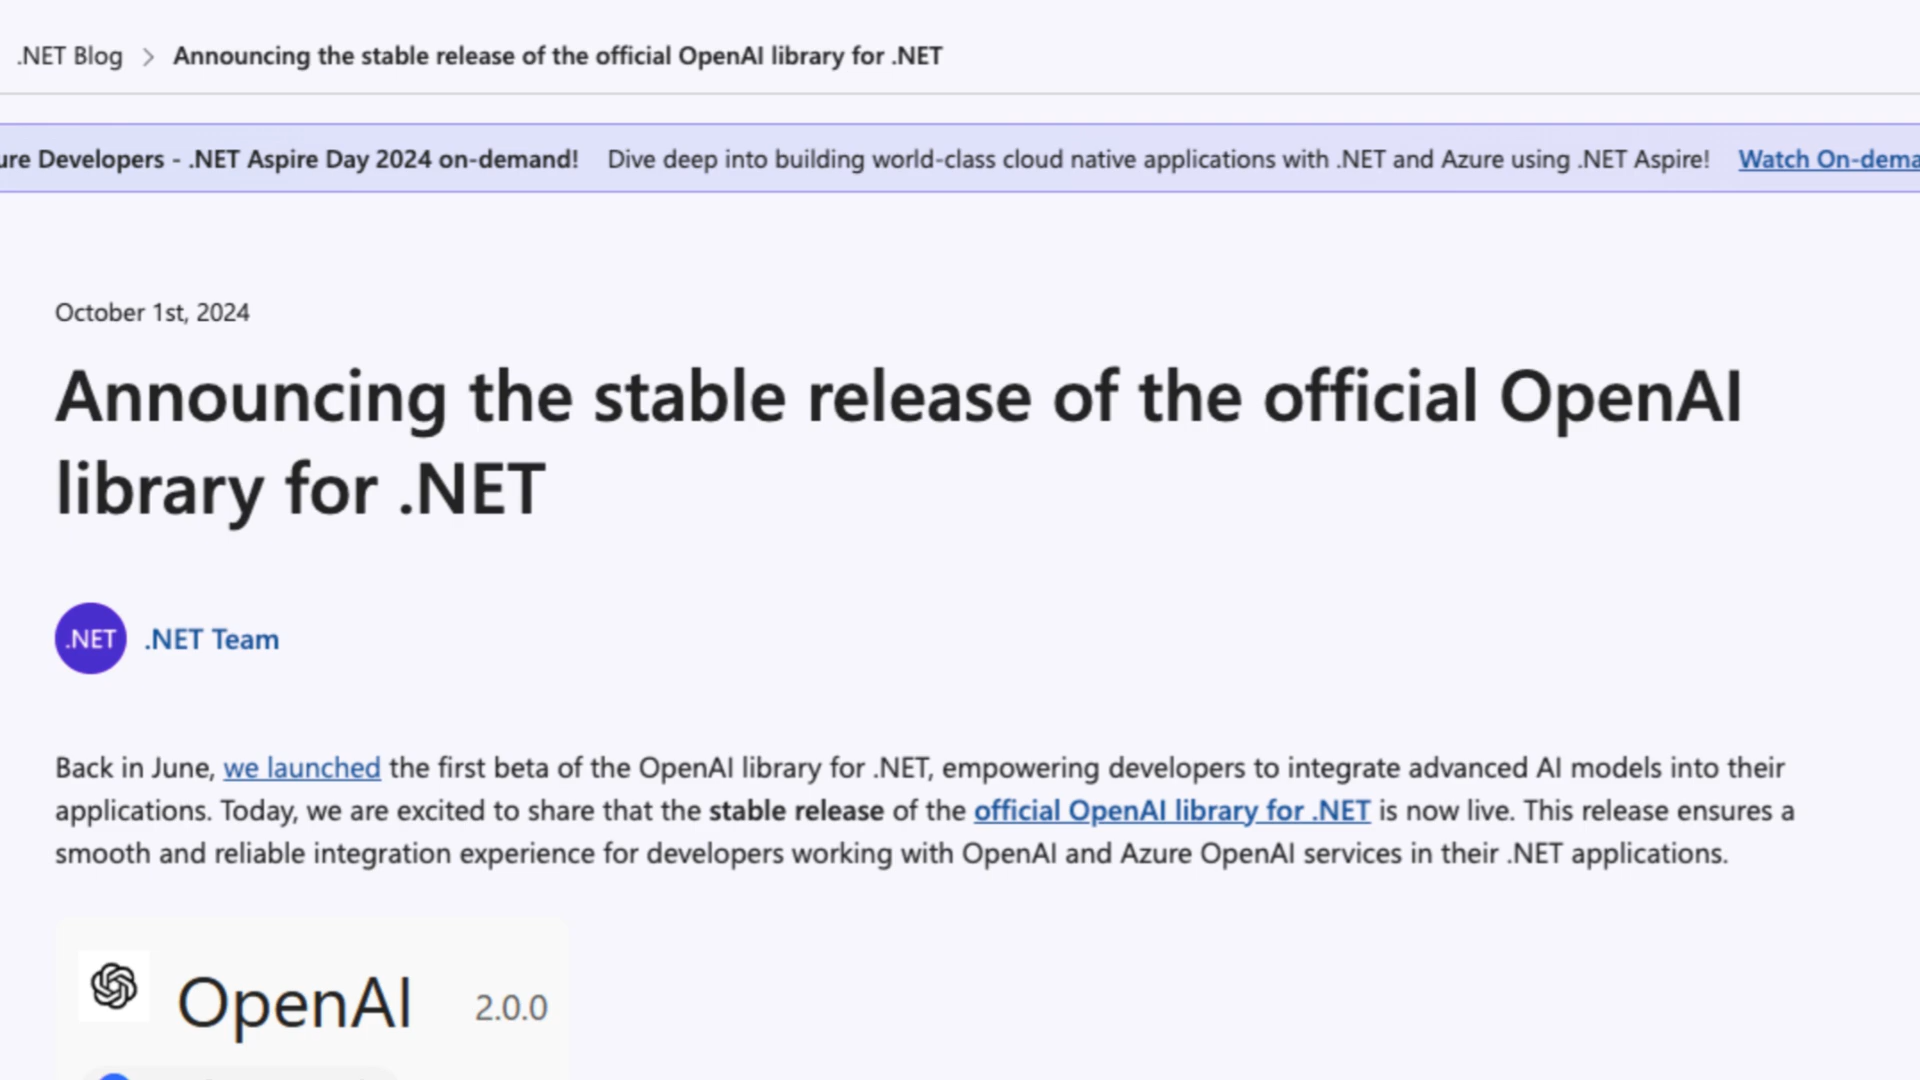 .NET Blog > Announcing the stable release of the official OpenAI library for .NET
Developers - .NET Aspire Day 2024 on-demand! Dive deep into building world-class cloud native applications with .NET and Azure using .NET Aspire! Watch
October 1st, 2024
Announcing the stable release of the official OpenAI
library for .NET
.NET .NET Team
Back in June, we launched the first beta of the OpenAI library for .NET, empowering developers to integrate advanced AI models into their
applications. Today, we are excited to share that the stable release of the official OpenAI library for .NET is now live. This release ensures a
smooth and reliable integration experience for developers working with OpenAI and Azure OpenAI services in their .NET applications.
OpenAI 2.0.0